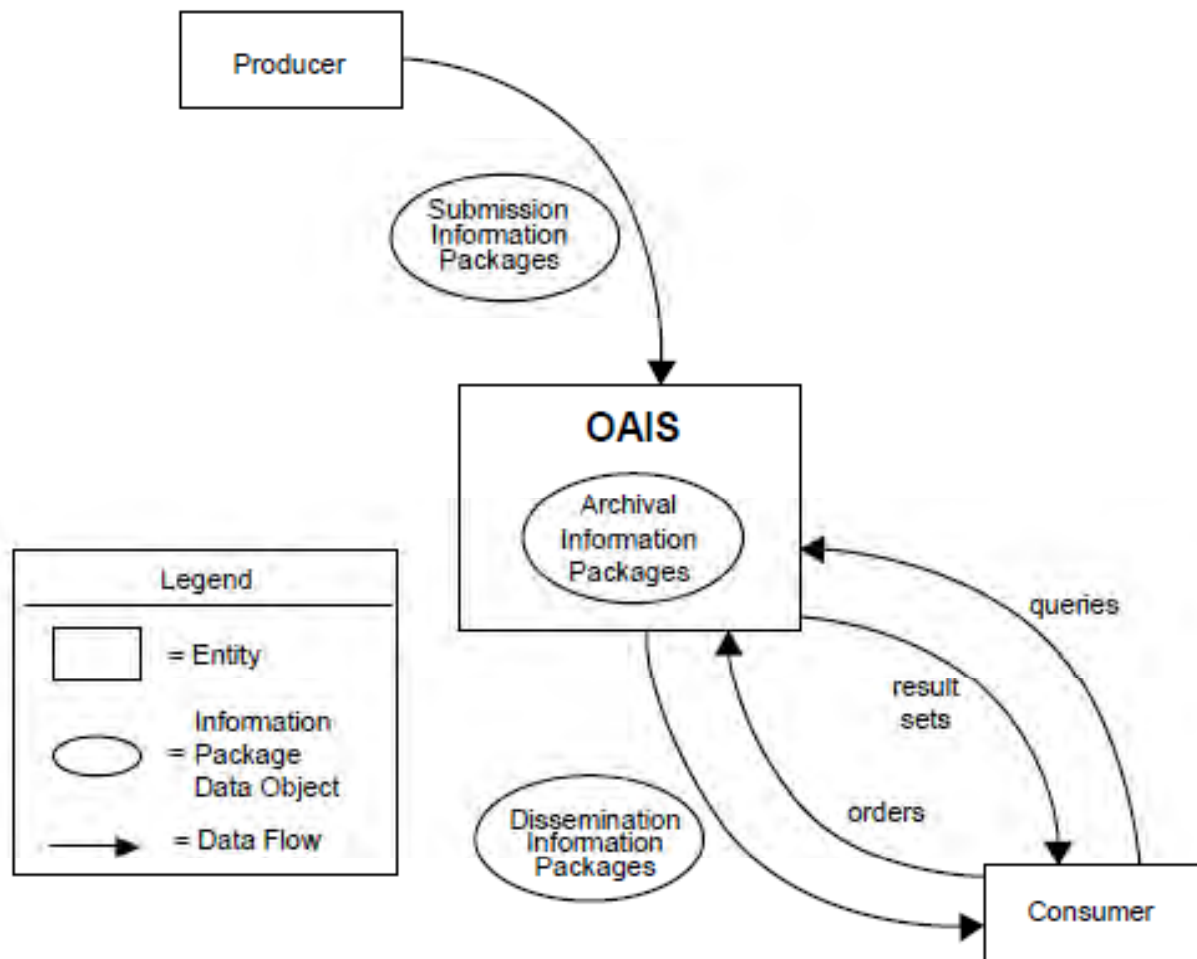 Producer
Submission
Information
Packages
OAIS
Archival
Information
Packages
queries
result
sets
orders
Dissemination
Information
Packages
Consumer
Legend
= Entity
Information
= Package
Data Object
= Data Flow